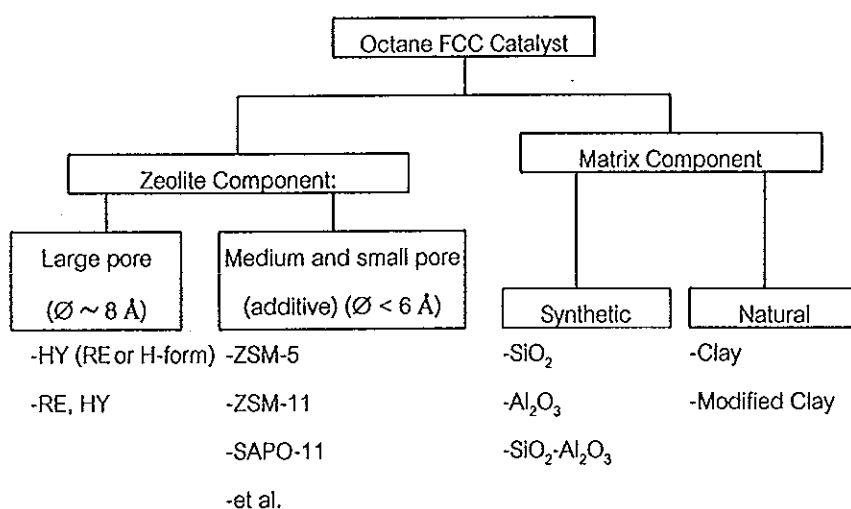 Octane FCC Catalyst
Zeolite Component:
Matrix Component
Large pore
(Ø ~ 8 Å)
Medium and small pore
(additive) (Ø < 6 Å)
Synthetic
Natural
-HY (RE or H-form)
-RE, HY
-ZSM-5
-ZSM-11
-SAPO-11
-et al.
-SiO₂
-Al₂O₃
-SiO₂-Al₂O₃
-Clay
-Modified Clay